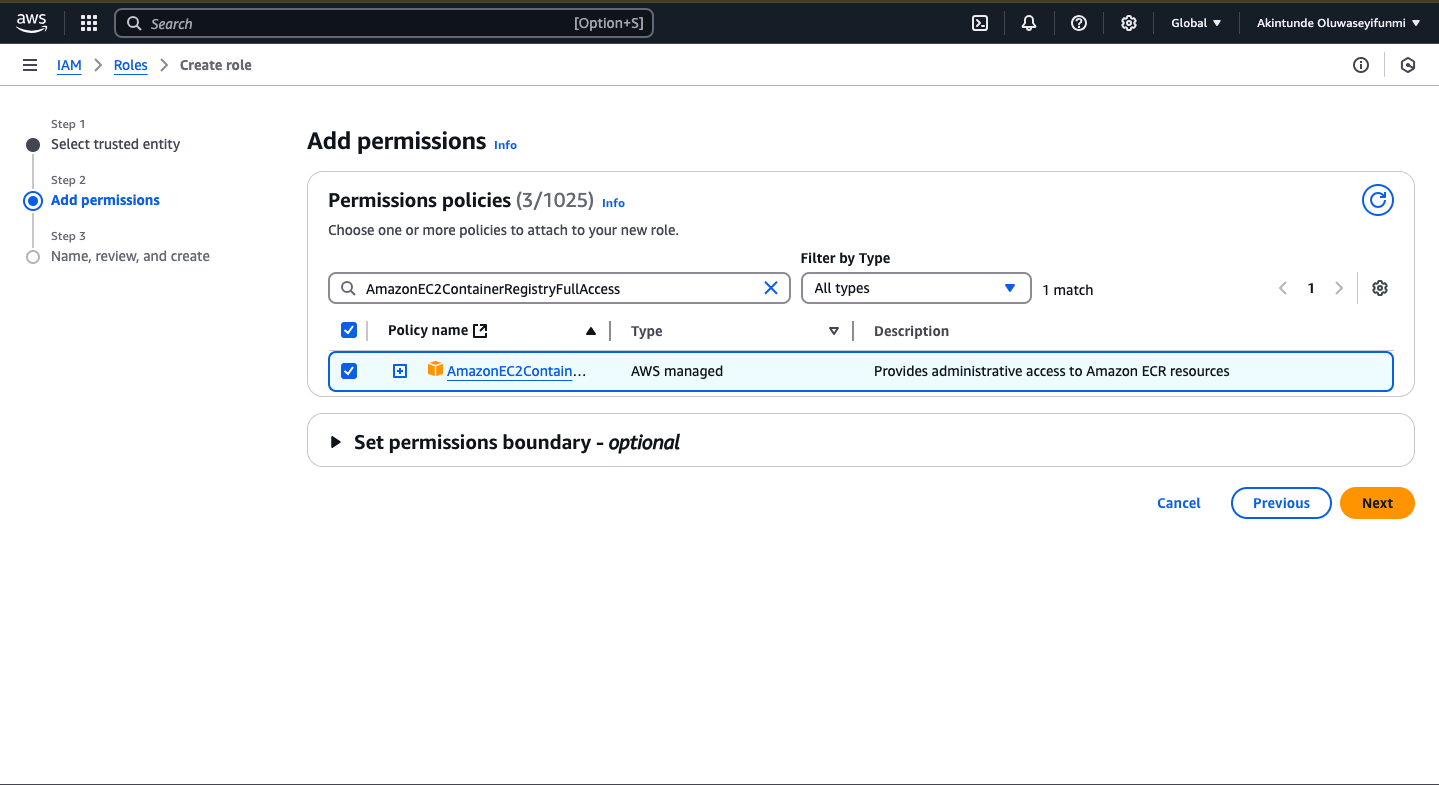 aws
Search [Option+S]
Global
Akintunde Oluwaseyifunmi
IAM
Roles
Create role
Step 1
Select trusted entity
Step 2
Add permissions
Step 3
Name, review, and create
Add permissions Info
Permissions policies (3/1025) Info
Choose one or more policies to attach to your new role.
Filter by Type
AmazonEC2ContainerRegistryFullAccess
All types
1 match
1
Policy name
Type
Description
AmazonEC2Contain...
AWS managed
Provides administrative access to Amazon ECR resources
Set permissions boundary - optional
Cancel
Previous
Next